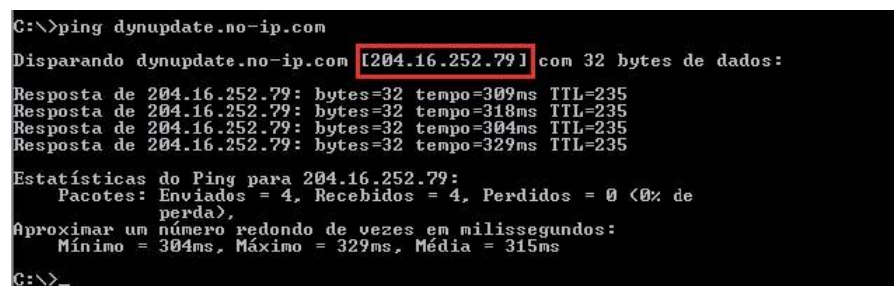 C:\>ping dynupdate.no-ip.com
Disparando dynupdate.no-ip.com [204.16.252.79] com 32 bytes de dados:
Resposta de 204.16.252.79: bytes=32 tempo=309ms TTL=235
Resposta de 204.16.252.79: bytes=32 tempo=318ms TTL=235
Resposta de 204.16.252.79: bytes=32 tempo=304ms TTL=235
Resposta de 204.16.252.79: bytes=32 tempo=329ms TTL=235
Estatísticas do Ping para 204.16.252.79:
Pacotes: Enviados = 4, Recebidos = 4, Perdidos = 0 (0% de
perda),
Aproximar um número redondo de vezes em milissegundos:
Mínimo = 304ms, Máximo = 329ms, Média = 315ms
C:\>_